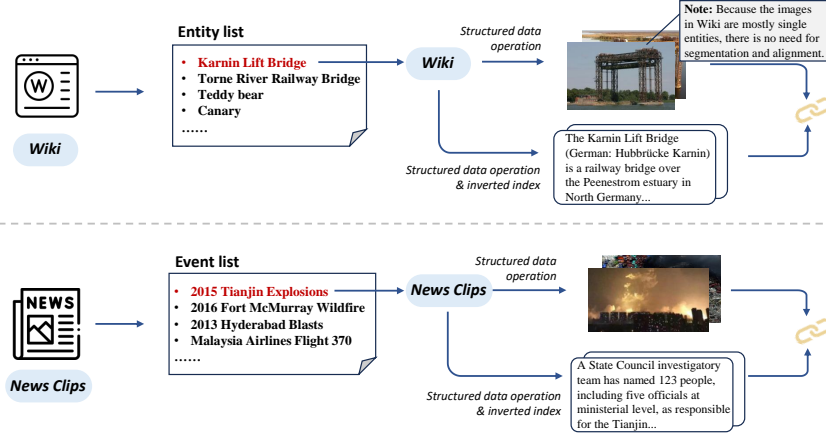 Entity list
Structured data
operation
Note: Because the images
in Wiki are mostly single
entities, there is no need for
segmentation and alignment.
W
Wiki
• Karnin Lift Bridge
• Torne River Railway Bridge
• Teddy bear
• Canary
......
Wiki
Structured data operation
& inverted index
The Karnin Lift Bridge
(German: Hubbrücke Karnin)
is a railway bridge over
the Peenestrom estuary in
North Germany...
Event list
Structured data
operation
NEWS
News Clips
• 2015 Tianjin Explosions
• 2016 Fort McMurray Wildfire
• 2013 Hyderabad Blasts
• Malaysia Airlines Flight 370
......
News Clips
Structured data operation
& inverted index
A State Council investigatory
team has named 123 people,
including five officials at
ministerial level, as responsible
for the Tianjin...